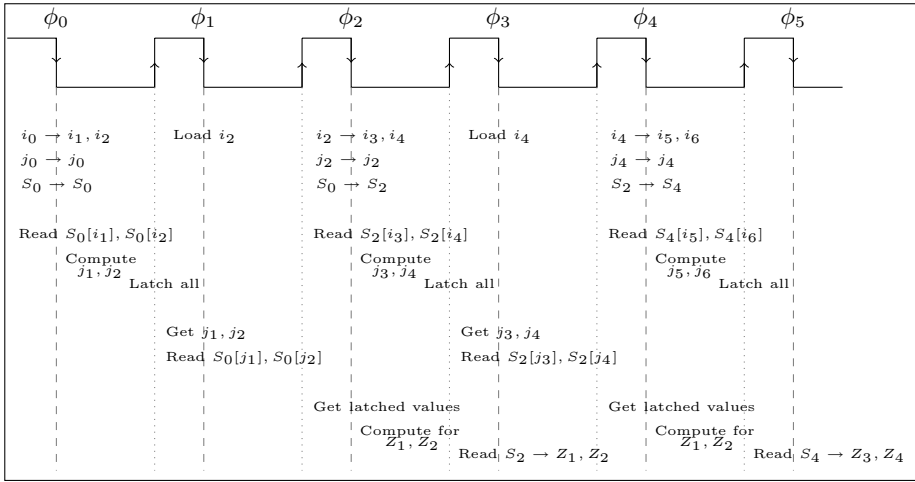 ϕ0 ϕ1 ϕ2 ϕ3 ϕ4 ϕ5
i0 → i1, i2 Load i2 i2 → i3, i4 Load i4 i4 → i5, i6
j0 → j0 j2 → j2 j4 → j4
S0 → S0 S0 → S2 S2 → S4
Read S0[i1], S0[i2] Read S2[i3], S2[i4] Read S4[i5], S4[i6]
Compute Compute Compute
j1, j2 j3, j4 j5, j6
Latch all Latch all Latch all
Get j1, j2 Get j3, j4
Read S0[j1], S0[j2] Read S2[j3], S2[j4]
Get latched values Get latched values
Compute for Compute for
Z1, Z2 Z1, Z2
Read S2 → Z1, Z2 Read S4 → Z3, Z4